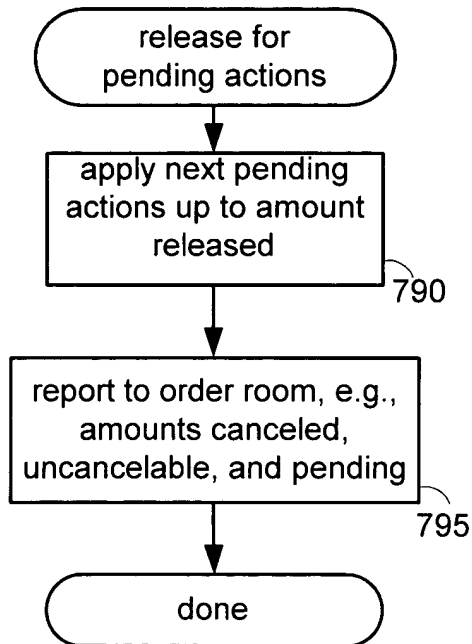 release for
pending actions
apply next pending
actions up to amount
released
790
report to order room, e.g.,
amounts canceled,
uncancelable, and pending
795
done